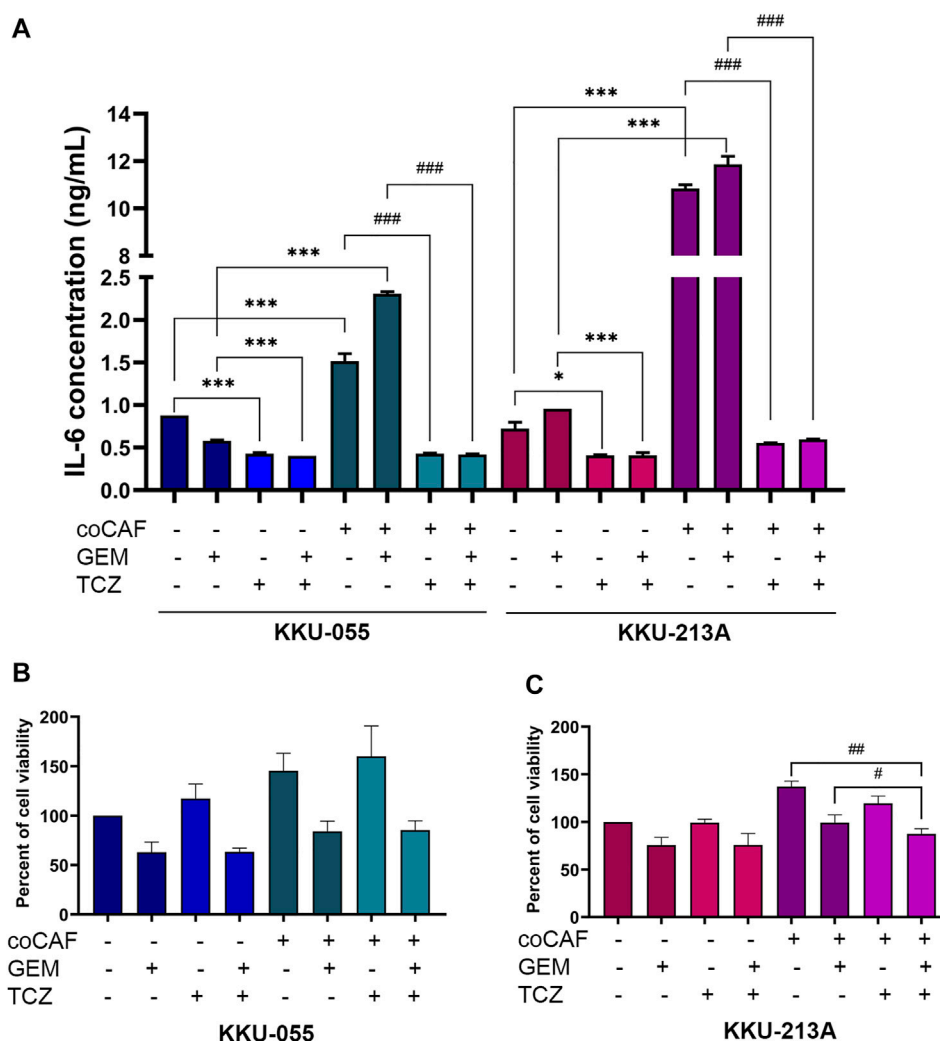 A
IL-6 concentration (ng/mL)
14
12
10
8
2.5
2.0
1.5
1.0
0.5
0.0
###
###
***
***
###
###
***
***
***
***
***
*
coCAF - - - - + + + + - - - - + + + +
GEM - + - + - + - + - + - + - + - +
TCZ - - + + - - + + - - + + - - + +
KKU-055 KKU-213A
B
Percent of cell viability
200
150
100
50
0
coCAF - - - - + + + +
GEM - + - + - + - +
TCZ - - + + - - + +
KKU-055
C
Percent of cell viability
200
150
100
50
0
##
#
coCAF - - - - + + + +
GEM - + - + - + - +
TCZ - - + + - - + +
KKU-213A